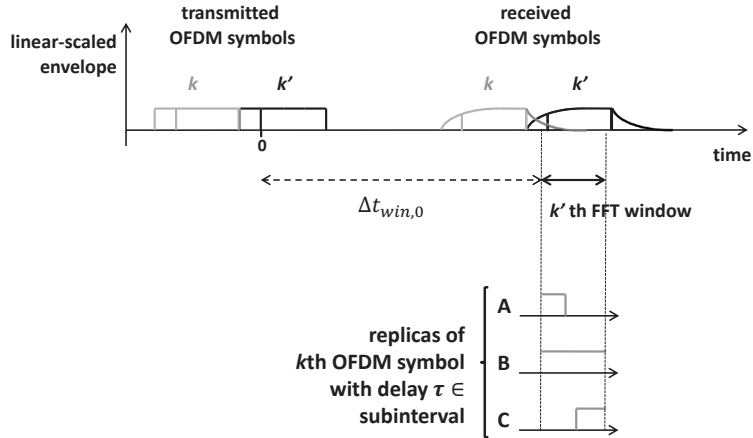 transmitted
OFDM symbols
received
OFDM symbols
linear-scaled
envelope
k
k'
k
k'
0
time
Δt_{win,0}
k' th FFT window
A
B
C
replicas of
kth OFDM symbol
with delay τ ∈
subinterval